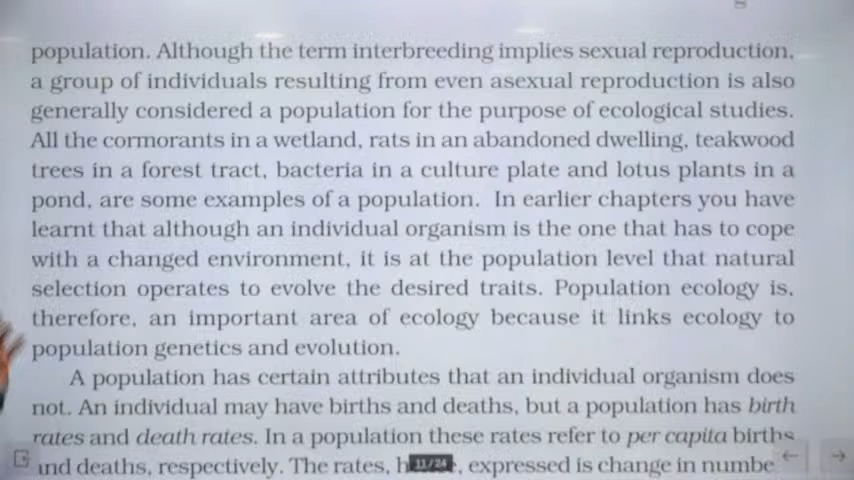 population. Although the term interbreeding implies sexual reproduction,
a group of individuals resulting from even asexual reproduction is also
generally considered a population for the purpose of ecological studies.
All the cormorants in a wetland, rats in an abandoned dwelling, teakwood
trees in a forest tract, bacteria in a culture plate and lotus plants in a
pond, are some examples of a population. In earlier chapters you have
learnt that although an individual organism is the one that has to cope
with a changed environment, it is at the population level that natural
selection operates to evolve the desired traits. Population ecology is,
therefore, an important area of ecology because it links ecology to
population genetics and evolution.
A population has certain attributes that an individual organism does
not. An individual may have births and deaths, but a population has birth
rates and death rates. In a population these rates refer to per capita births
and deaths, respectively. The rates, expressed is change in numbe
11/24